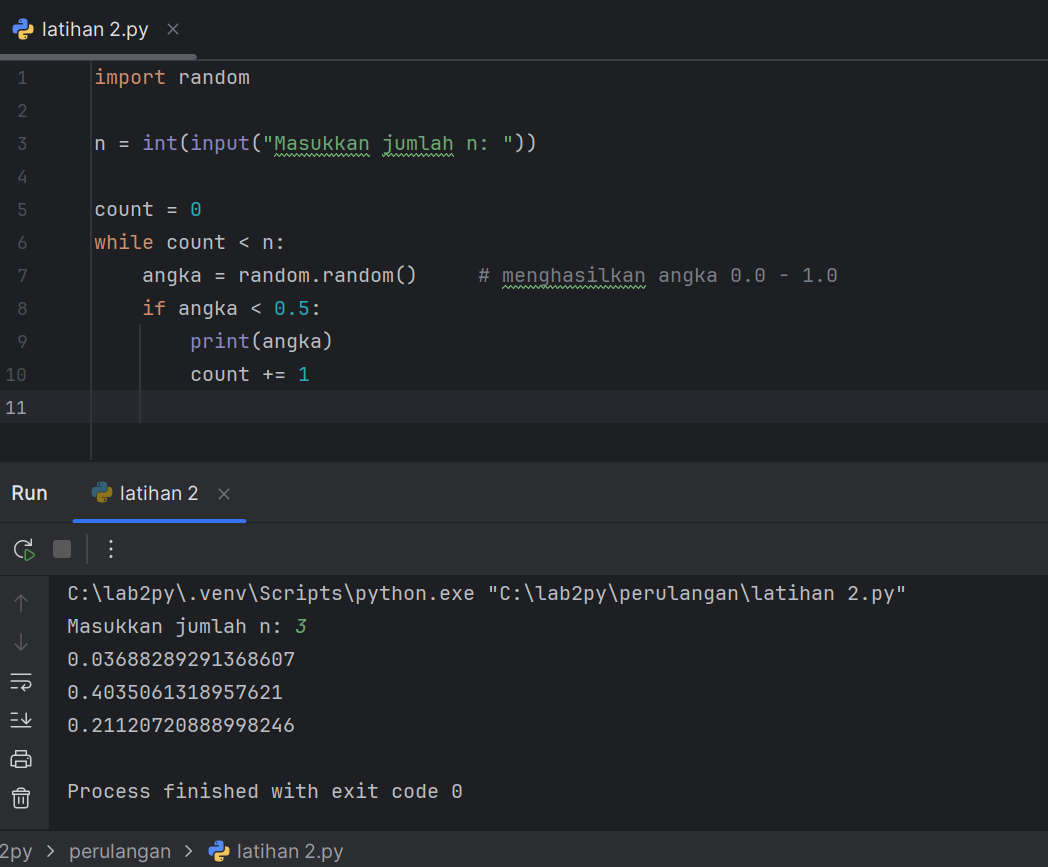 latihan 2.py
1 import random
2
3 n = int(input("Masukkan jumlah n: "))
4
5 count = 0
6 while count < n:
7     angka = random.random()     # menghasilkan angka 0.0 - 1.0
8     if angka < 0.5:
9         print(angka)
10         count += 1
11
Run latihan 2
C:\lab2py\.venv\Scripts\python.exe "C:\lab2py\perulangan\latihan 2.py"
Masukkan jumlah n: 3
0.03688289291368607
0.4035061318957621
0.21120720888998246
Process finished with exit code 0
2py > perulangan > latihan 2.py